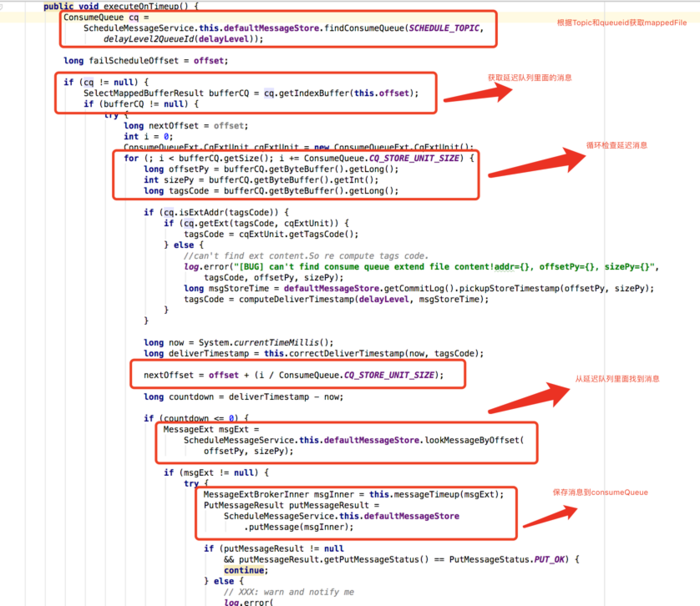 public void executeOnTimeup() {
ConsumeQueue cq =
ScheduleMessageService.this.defaultMessageStore.findConsumeQueue(SCHEDULE_TOPIC,
delayLevel2QueueId(delayLevel));
根据Topic和queueid获取mappedFile
long failScheduleOffset = offset;
if (cq != null) {
SelectMappedBufferResult bufferCQ = cq.getIndexBuffer(this.offset);
获取延迟队列里面的消息
if (bufferCQ != null) {
try {
long nextOffset = offset;
int i = 0;
ConsumeQueueExt.CqExtUnit cqExtUnit = new ConsumeQueueExt.CqExtUnit();
for (; i < bufferCQ.getSize(); i += ConsumeQueue.CQ_STORE_UNIT_SIZE) {
循环检查延迟消息
long offsetPy = bufferCQ.getByteBuffer().getLong();
int sizePy = bufferCQ.getByteBuffer().getInt();
long tagsCode = bufferCQ.getByteBuffer().getLong();
if (cq.isExtAddr(tagsCode)) {
if (cq.getExt(tagsCode, cqExtUnit)) {
tagsCode = cqExtUnit.getTagsCode();
} else {
//can't find ext content.So re compute tags code.
log.error("[BUG] can't find consume queue extend file content!addr={}, offsetPy={}, sizePy={}",
tagsCode, offsetPy, sizePy);
long msgStoreTime = defaultMessageStore.getCommitLog().pickupStoreTimestamp(offsetPy, sizePy);
tagsCode = computeDeliverTimestamp(delayLevel, msgStoreTime);
}
}
long now = System.currentTimeMillis();
long deliverTimestamp = this.correctDeliverTimestamp(now, tagsCode);
nextOffset = offset + (i / ConsumeQueue.CQ_STORE_UNIT_SIZE);
从延迟队列里面找到消息
long countdown = deliverTimestamp - now;
if (countdown <= 0) {
MessageExt msgExt =
ScheduleMessageService.this.defaultMessageStore.lookMessageByOffset(
offsetPy, sizePy);
if (msgExt != null) {
try {
MessageExtBrokerInner msgInner = this.messageTimeup(msgExt);
保存消息到consumeQueue
PutMessageResult putMessageResult =
ScheduleMessageService.this.defaultMessageStore
.putMessage(msgInner);
if (putMessageResult != null
&& putMessageResult.getPutMessageStatus() == PutMessageStatus.PUT_OK) {
continue;
} else {
// XXX: warn and notify me
log.error(